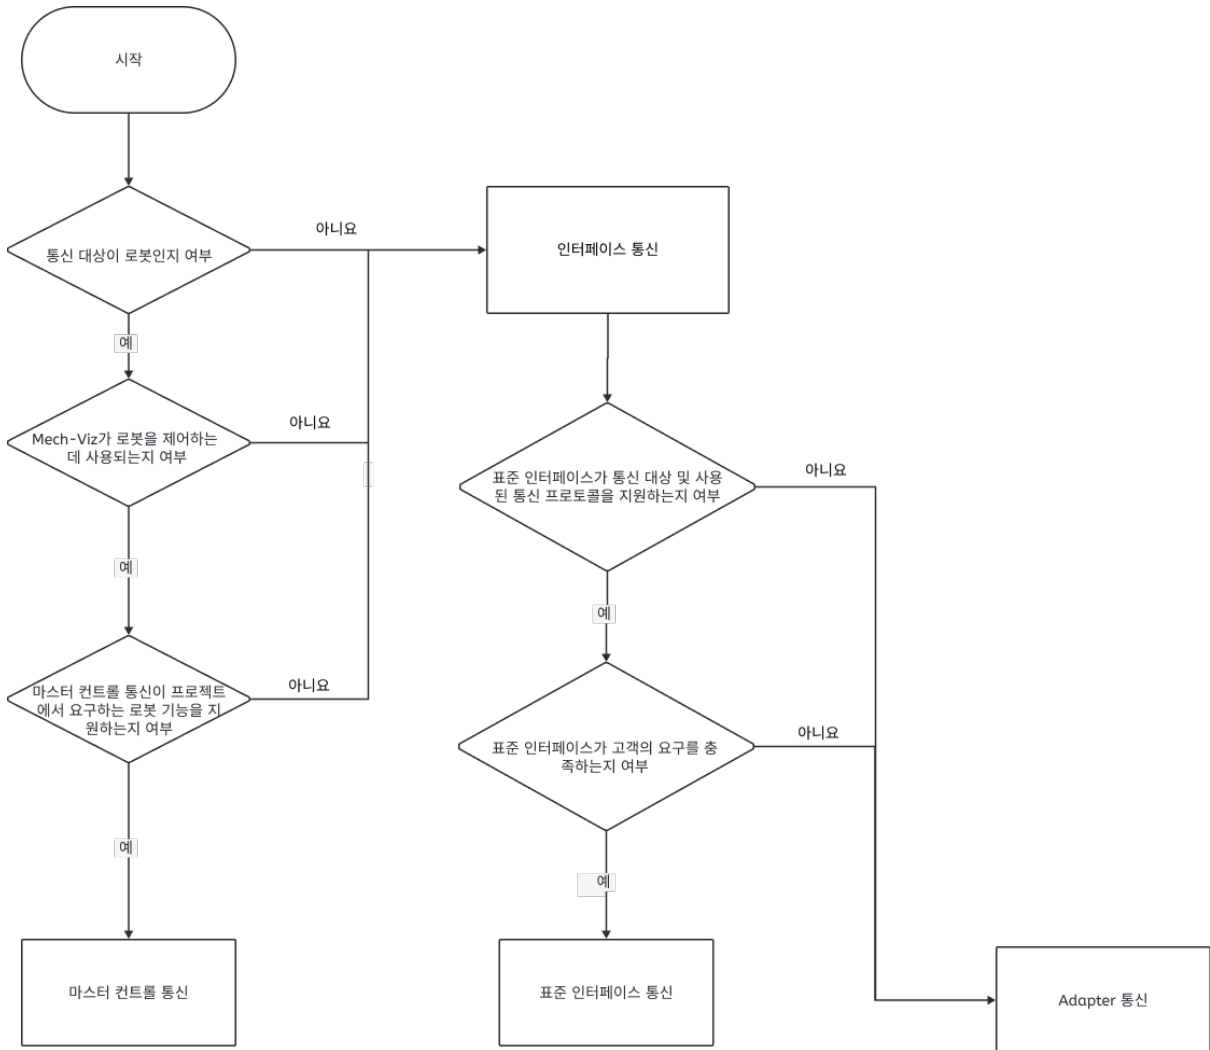 시작
아니요
통신 대상이 로봇인지 여부
인터페이스 통신
예
아니요
Mech-Viz가 로봇을 제어하는
데 사용되는지 여부
아니요
표준 인터페이스가 통신 대상 및 사용
된 통신 프로토콜을 지원하는지 여부
예
예
아니요
마스터 컨트롤 통신이 프로젝트
에서 요구하는 로봇 기능을 지
원하는지 여부
아니요
표준 인터페이스가 고객의 요구를 충
족하는지 여부
예
예
마스터 컨트롤 통신
표준 인터페이스 통신
Adapter 통신